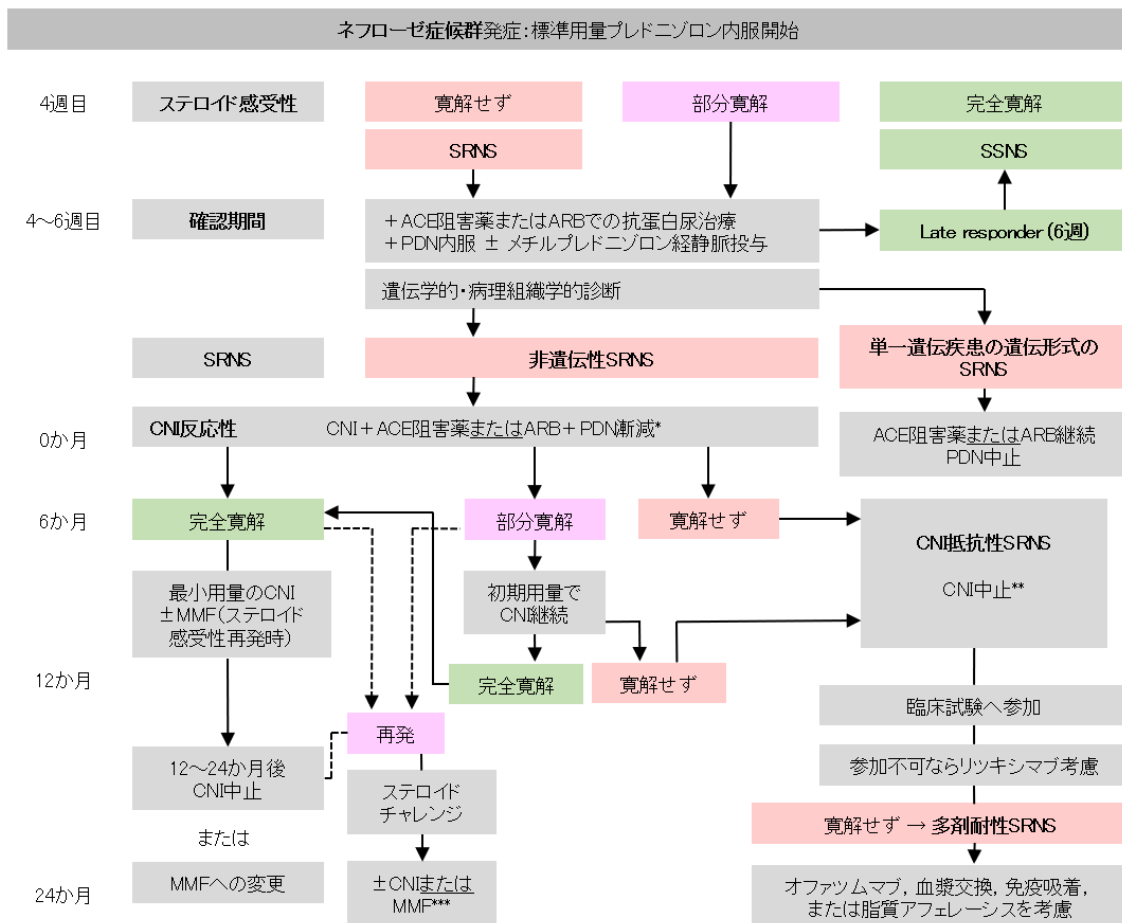 ネフローゼ症候群発症：標準用量プレドニゾロン内服開始
4週目
ステロイド感受性
寛解せず
部分寛解
完全寛解
SRNS
SSNS
4～6週目
確認期間
＋ACE阻害薬またはARBでの抗蛋白尿治療
＋PDN内服 ± メチルプレドニゾロン経静脈投与
Late responder (6週)
遺伝学的・病理組織学的診断
SRNS
非遺伝性SRNS
単一遺伝疾患の遺伝形式の
SRNS
0か月
CNI反応性
CNI＋ACE阻害薬またはARB＋PDN漸減*
ACE阻害薬またはARB継続
PDN中止
6か月
完全寛解
部分寛解
寛解せず
CNI抵抗性SRNS
CNI中止**
最小用量のCNI
±MMF（ステロイド
感受性再発時）
初期用量で
CNI継続
12か月
完全寛解
寛解せず
臨床試験へ参加
再発
12～24か月後
CNI中止
参加不可ならリツキシマブ考慮
ステロイド
チャレンジ
または
寛解せず → 多剤耐性SRNS
24か月
MMFへの変更
±CNIまたは
MMF***
オファツムマブ，血漿交換，免疫吸着，
または脂質アフェレーシスを考慮